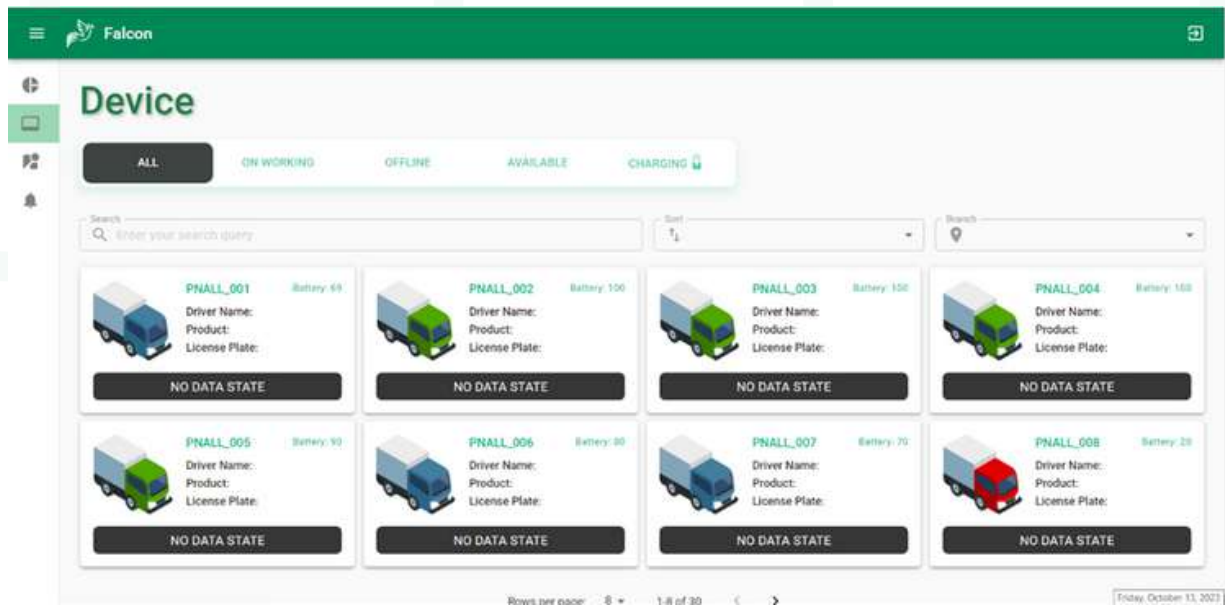 Falcon
Device
ALL ON WORKING OFFLINE AVAILABLE CHARGING
Search Sort Branch
Enter your search query
PNALL_001 Battery: 69
Driver Name:
Product:
License Plate:
NO DATA STATE
PNALL_002 Battery: 100
Driver Name:
Product:
License Plate:
NO DATA STATE
PNALL_003 Battery: 100
Driver Name:
Product:
License Plate:
NO DATA STATE
PNALL_004 Battery: 100
Driver Name:
Product:
License Plate:
NO DATA STATE
PNALL_005 Battery: 90
Driver Name:
Product:
License Plate:
NO DATA STATE
PNALL_006 Battery: 80
Driver Name:
Product:
License Plate:
NO DATA STATE
PNALL_007 Battery: 70
Driver Name:
Product:
License Plate:
NO DATA STATE
PNALL_008 Battery: 20
Driver Name:
Product:
License Plate:
NO DATA STATE
Rows per page: 8 1-8 of 30
Friday, October 13, 2023